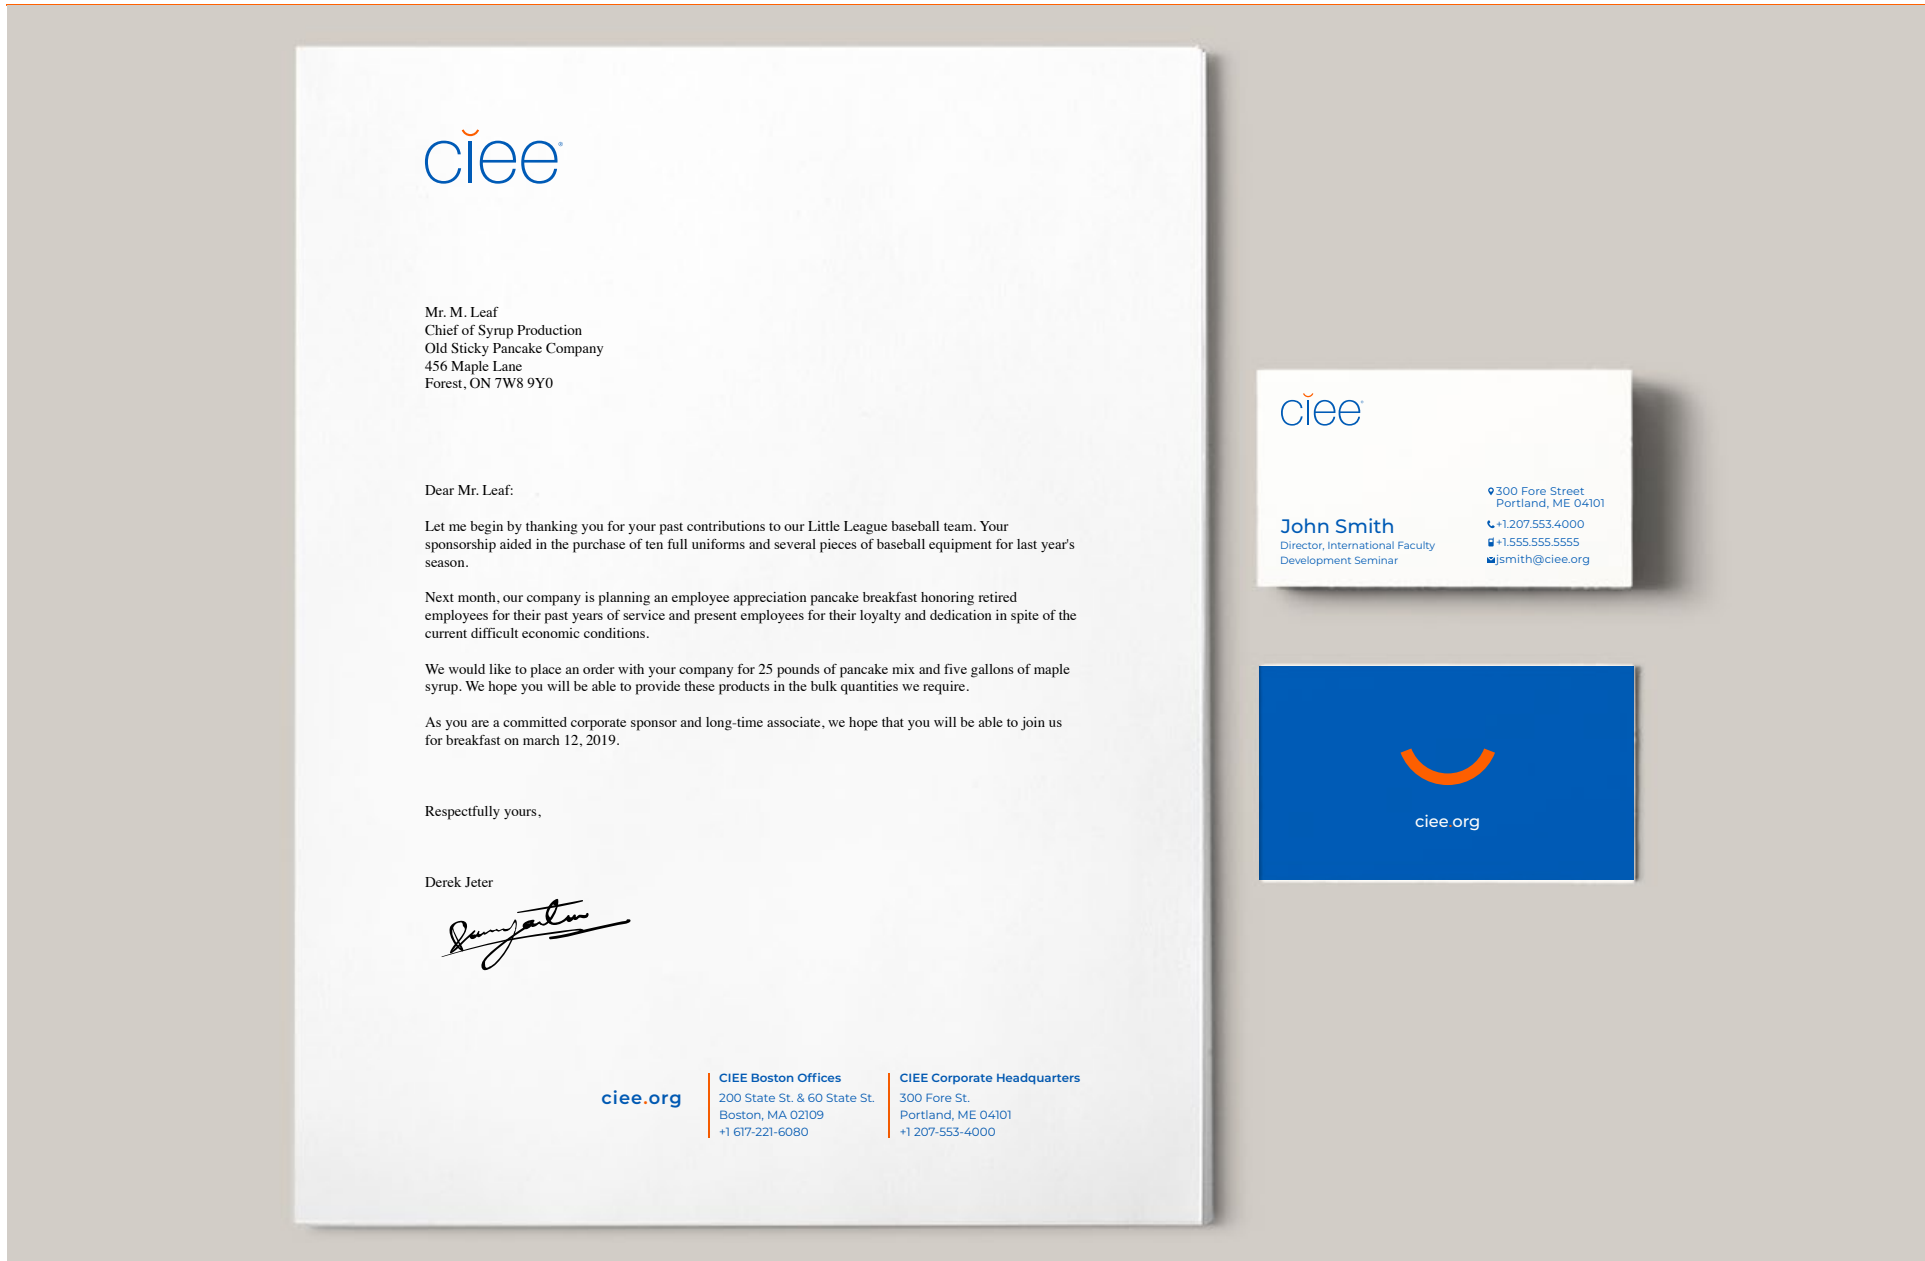 ciee®
Mr. M. Leaf
Chief of Syrup Production
Old Sticky Pancake Company
456 Maple Lane
Forest, ON 7W8 9Y0
Dear Mr. Leaf:
Let me begin by thanking you for your past contributions to our Little League baseball team. Your
sponsorship aided in the purchase of ten full uniforms and several pieces of baseball equipment for last year's
season.
Next month, our company is planning an employee appreciation pancake breakfast honoring retired
employees for their past years of service and present employees for their loyalty and dedication in spite of the
current difficult economic conditions.
We would like to place an order with your company for 25 pounds of pancake mix and five gallons of maple
syrup. We hope you will be able to provide these products in the bulk quantities we require.
As you are a committed corporate sponsor and long-time associate, we hope that you will be able to join us
for breakfast on march 12, 2019.
Respectfully yours,
Derek Jeter
ciee.org
CIEE Boston Offices
200 State St. & 60 State St.
Boston, MA 02109
+1 617-221-6080
CIEE Corporate Headquarters
300 Fore St.
Portland, ME 04101
+1 207-553-4000
ciee®
John Smith
Director, International Faculty
Development Seminar
300 Fore Street
Portland, ME 04101
+1.207.553.4000
+1.555.555.5555
jsmith@ciee.org
ciee.org